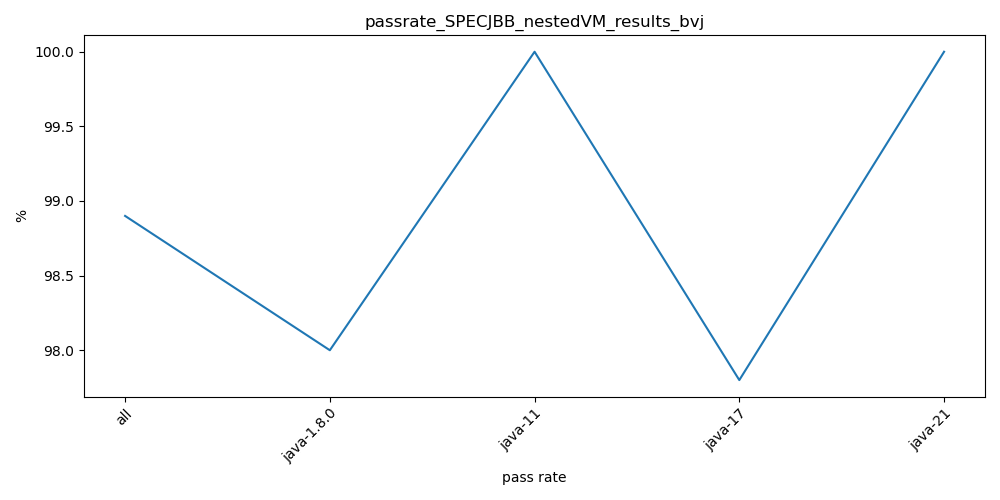 passrate_SPECJBB_nestedVM_results_bvj
100.0
99.5
99.0
98.5
98.0
%
all
java-1.8.0
java-11
java-17
java-21
pass rate